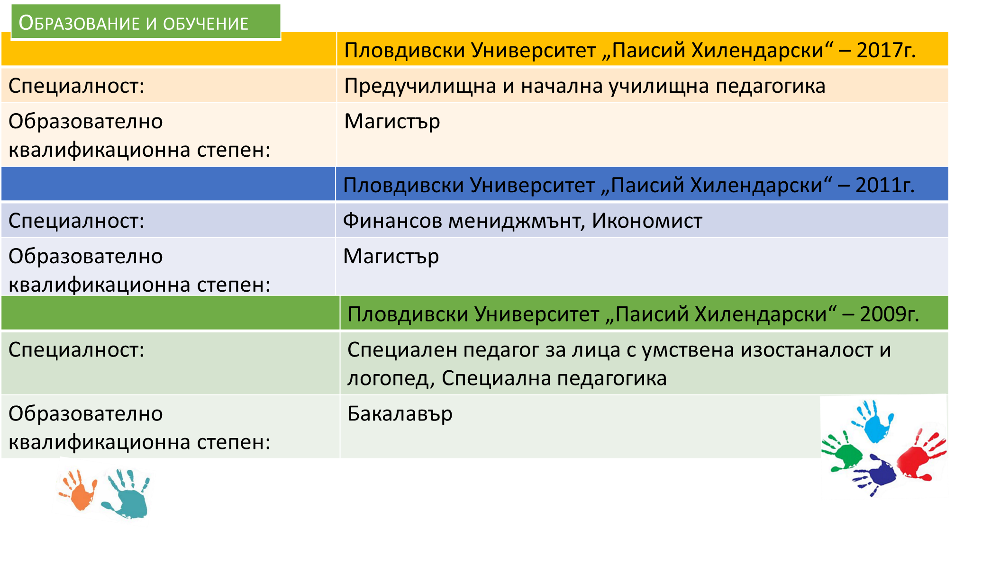 Образование и обучение
Пловдивски Университет „Паисий Хилендарски“ – 2017г.
Специалност:
Предучилищна и начална училищна педагогика
Образователно
квалификационна степен:
Магистър
Пловдивски Университет „Паисий Хилендарски“ – 2011г.
Специалност:
Финансов мениджмънт, Икономист
Образователно
квалификационна степен:
Магистър
Пловдивски Университет „Паисий Хилендарски“ – 2009г.
Специалност:
Специален педагог за лица с умствена изостаналост и
логопед, Специална педагогика
Образователно
квалификационна степен:
Бакалавър